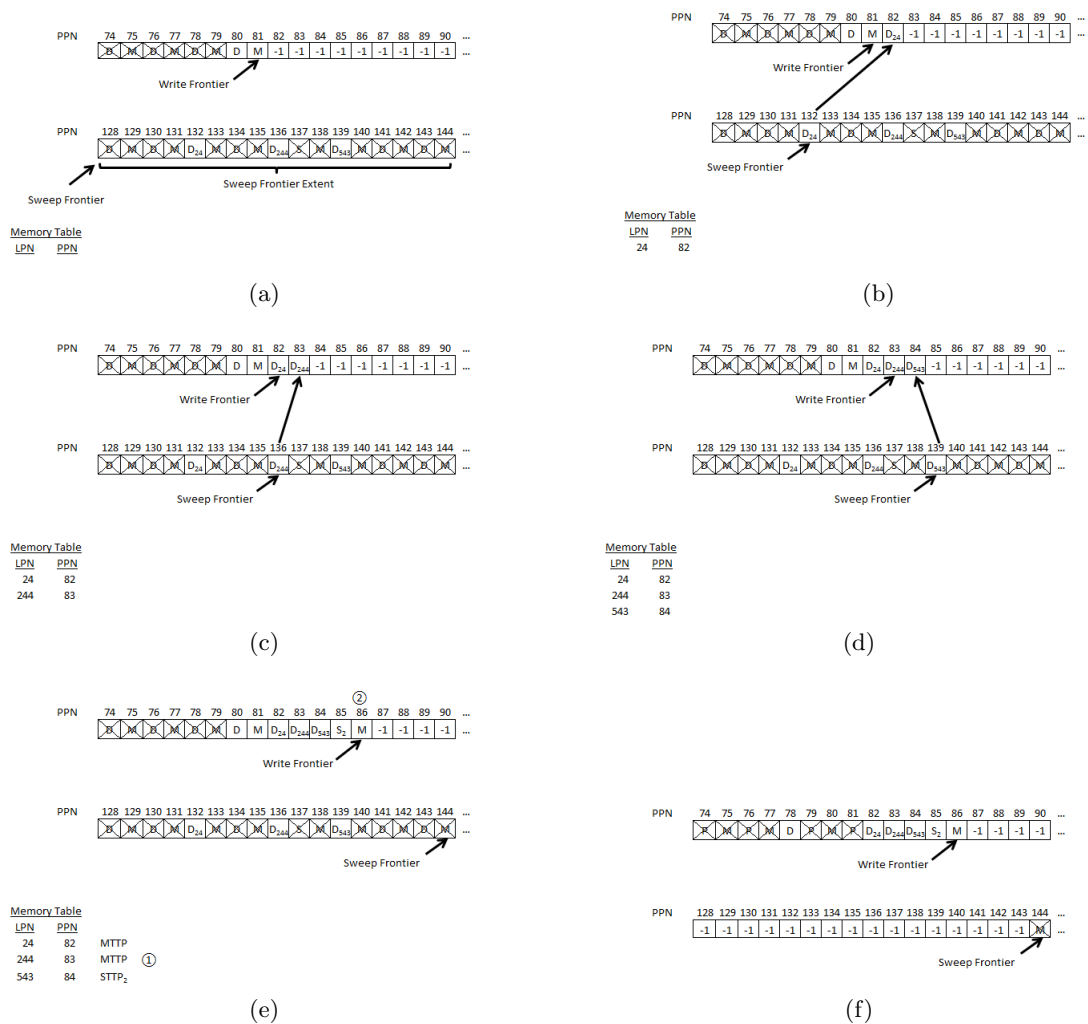 PPN 74 75 76 77 78 79 80 81 82 83 84 85 86 87 88 89 90 ...
D M D M D M D M -1 -1 -1 -1 -1 -1 -1 -1 -1 ...
Write Frontier
PPN 128 129 130 131 132 133 134 135 136 137 138 139 140 141 142 143 144 ...
D M D M D₂₄ M D M D₂₄₄ S M D₅₄₃ M D M D M ...
Sweep Frontier Extent
Sweep Frontier
Memory Table
LPN PPN
(a)
PPN 74 75 76 77 78 79 80 81 82 83 84 85 86 87 88 89 90 ...
D M D M D M D M D₂₄ -1 -1 -1 -1 -1 -1 -1 -1 ...
Write Frontier
PPN 128 129 130 131 132 133 134 135 136 137 138 139 140 141 142 143 144 ...
D M D M D₂₄ M D M D₂₄₄ S M D₅₄₃ M D M D M ...
Sweep Frontier
Memory Table
LPN PPN
24 82
(b)
PPN 74 75 76 77 78 79 80 81 82 83 84 85 86 87 88 89 90 ...
D M D M D M D M D₂₄ D₂₄₄ -1 -1 -1 -1 -1 -1 -1 ...
Write Frontier
PPN 128 129 130 131 132 133 134 135 136 137 138 139 140 141 142 143 144 ...
D M D M D₂₄ M D M D₂₄₄ S M D₅₄₃ M D M D M ...
Sweep Frontier
Memory Table
LPN PPN
24 82
244 83
(c)
PPN 74 75 76 77 78 79 80 81 82 83 84 85 86 87 88 89 90 ...
D M D M D M D M D₂₄ D₂₄₄ D₅₄₃ -1 -1 -1 -1 -1 -1 ...
Write Frontier
PPN 128 129 130 131 132 133 134 135 136 137 138 139 140 141 142 143 144 ...
D M D M D₂₄ M D M D₂₄₄ S M D₅₄₃ M D M D M ...
Sweep Frontier
Memory Table
LPN PPN
24 82
244 83
543 84
(d)
②
PPN 74 75 76 77 78 79 80 81 82 83 84 85 86 87 88 89 90 ...
D M D M D M D M D₂₄ D₂₄₄ D₅₄₃ S₂ M -1 -1 -1 -1 ...
Write Frontier
PPN 128 129 130 131 132 133 134 135 136 137 138 139 140 141 142 143 144 ...
D M D M D₂₄ M D M D₂₄₄ S M D₅₄₃ M D M D M ...
Sweep Frontier
Memory Table
LPN PPN
24 82 MTTP
244 83 MTTP ①
543 84 STTP₂
(e)
PPN 74 75 76 77 78 79 80 81 82 83 84 85 86 87 88 89 90 ...
P M P M D P M P D₂₄ D₂₄₄ D₅₄₃ S₂ M -1 -1 -1 -1 ...
Write Frontier
PPN 128 129 130 131 132 133 134 135 136 137 138 139 140 141 142 143 144 ...
-1 -1 -1 -1 -1 -1 -1 -1 -1 -1 -1 -1 -1 -1 -1 -1 M ...
Sweep Frontier
(f)